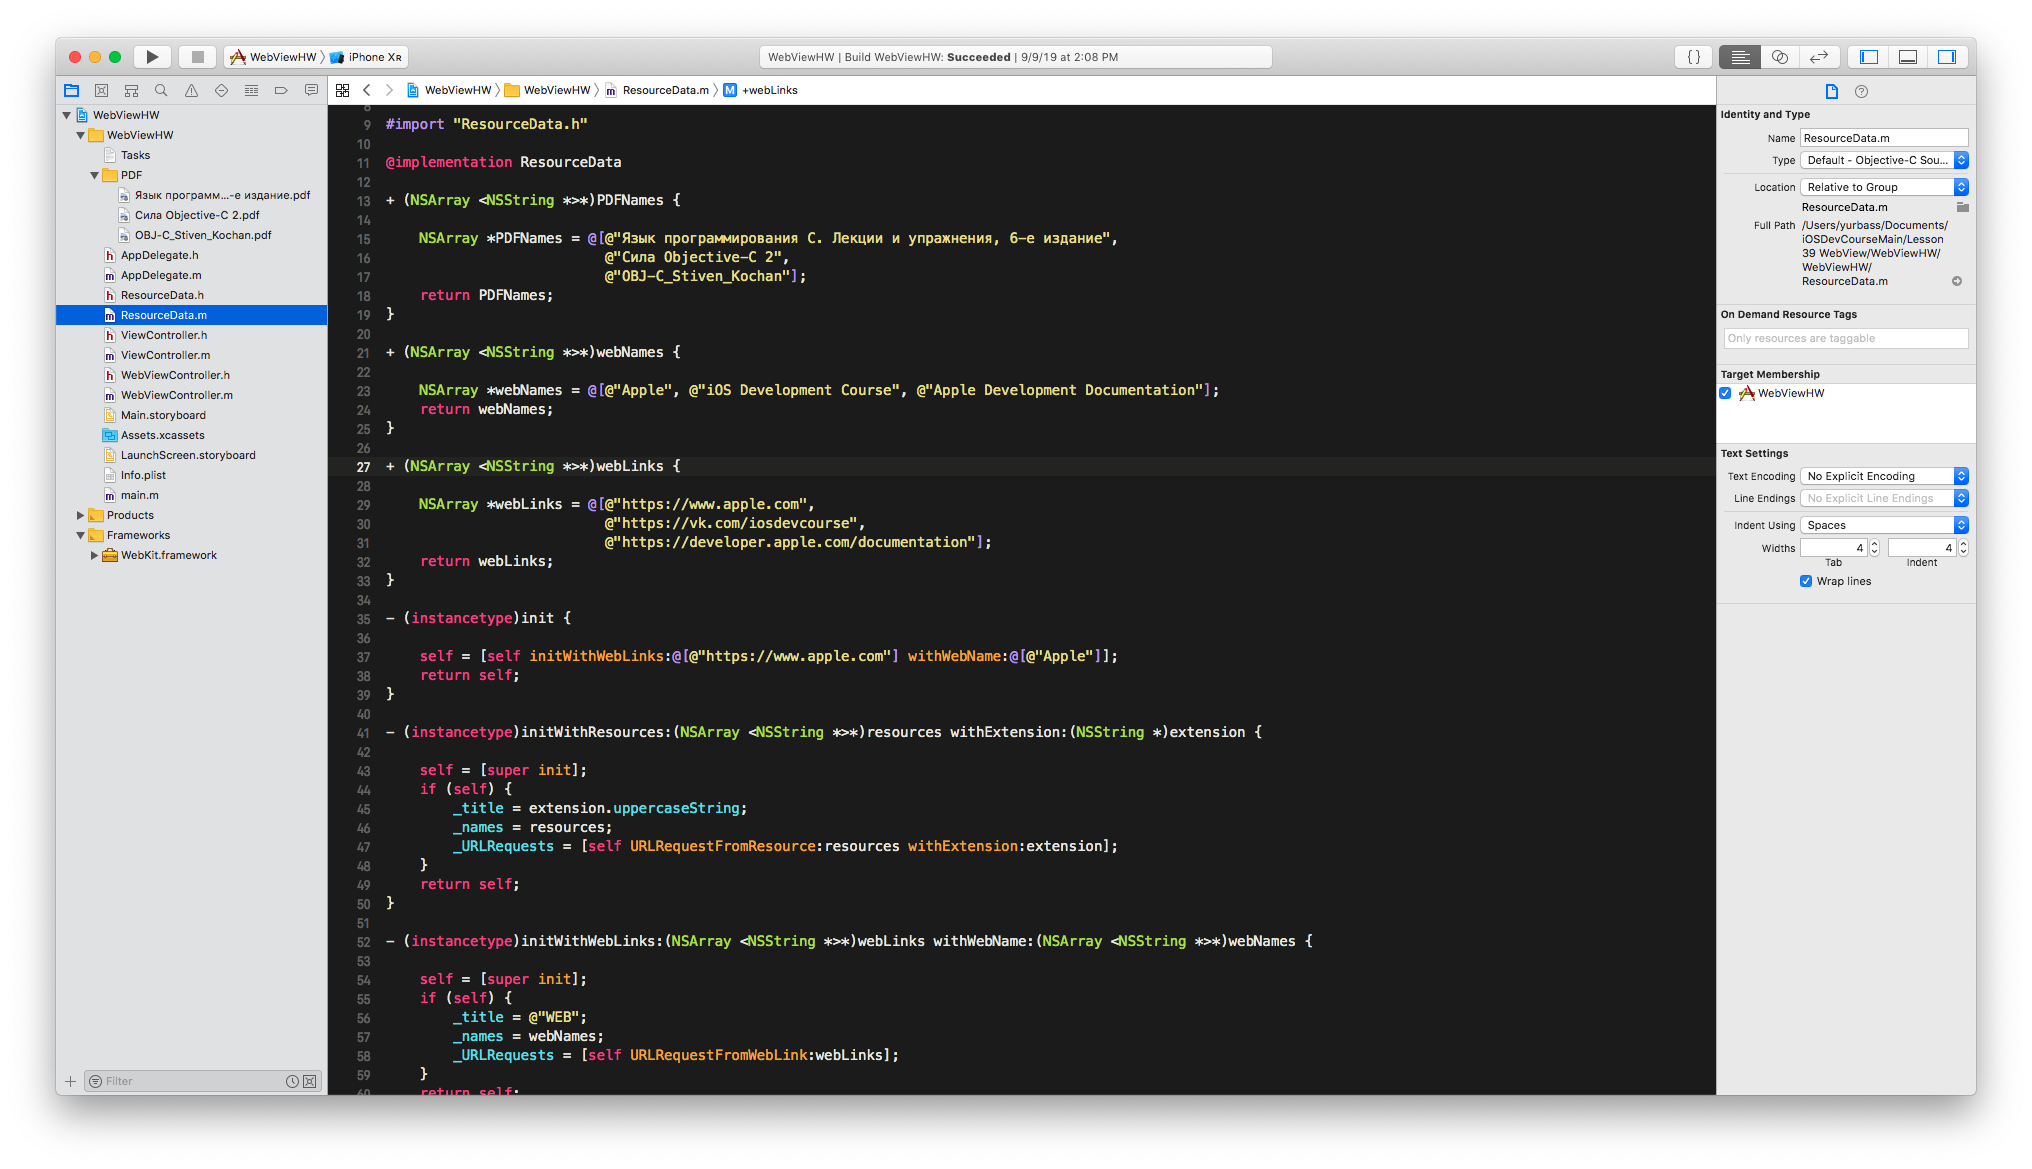 WebViewHW 〉 iPhone XR
WebViewHW | Build WebViewHW: Succeeded | 9/9/19 at 2:08 PM
{ }
WebViewHW 〉 WebViewHW 〉 m ResourceData.m 〉 M +webLinks
WebViewHW
WebViewHW
Tasks
PDF
Язык программ...-е издание.pdf
Сила Objective-C 2.pdf
OBJ-C_Stiven_Kochan.pdf
h AppDelegate.h
m AppDelegate.m
h ResourceData.h
m ResourceData.m
h ViewController.h
m ViewController.m
h WebViewController.h
m WebViewController.m
Main.storyboard
Assets.xcassets
LaunchScreen.storyboard
Info.plist
m main.m
Products
Frameworks
WebKit.framework
Filter
8
9 #import "ResourceData.h"
10
11 @implementation ResourceData
12
13 + (NSArray <NSString *>*)PDFNames {
14
15 NSArray *PDFNames = @[@"Язык программирования С. Лекции и упражнения, 6-е издание",
16 @"Сила Objective-C 2",
17 @"OBJ-C_Stiven_Kochan"];
18 return PDFNames;
19 }
20
21 + (NSArray <NSString *>*)webNames {
22
23 NSArray *webNames = @[@"Apple", @"iOS Development Course", @"Apple Development Documentation"];
24 return webNames;
25 }
26
27 + (NSArray <NSString *>*)webLinks {
28
29 NSArray *webLinks = @[@"https://www.apple.com",
30 @"https://vk.com/iosdevcourse",
31 @"https://developer.apple.com/documentation"];
32 return webLinks;
33 }
34
35 - (instancetype)init {
36
37 self = [self initWithWebLinks:@[@"https://www.apple.com"] withWebName:@[@"Apple"]];
38 return self;
39 }
40
41 - (instancetype)initWithResources:(NSArray <NSString *>*)resources withExtension:(NSString *)extension {
42
43 self = [super init];
44 if (self) {
45 _title = extension.uppercaseString;
46 _names = resources;
47 _URLRequests = [self URLRequestFromResource:resources withExtension:extension];
48 }
49 return self;
50 }
51
52 - (instancetype)initWithWebLinks:(NSArray <NSString *>*)webLinks withWebName:(NSArray <NSString *>*)webNames {
53
54 self = [super init];
55 if (self) {
56 _title = @"WEB";
57 _names = webNames;
58 _URLRequests = [self URLRequestFromWebLink:webLinks];
59 }
60 return self;
Identity and Type
Name ResourceData.m
Type Default - Objective-C Sou...
Location Relative to Group
ResourceData.m
Full Path /Users/yurbass/Documents/
iOSDevCourseMain/Lesson
39 WebView/WebViewHW/
WebViewHW/
ResourceData.m
On Demand Resource Tags
Only resources are taggable
Target Membership
WebViewHW
Text Settings
Text Encoding No Explicit Encoding
Line Endings No Explicit Line Endings
Indent Using Spaces
Widths 4 4
Tab Indent
Wrap lines